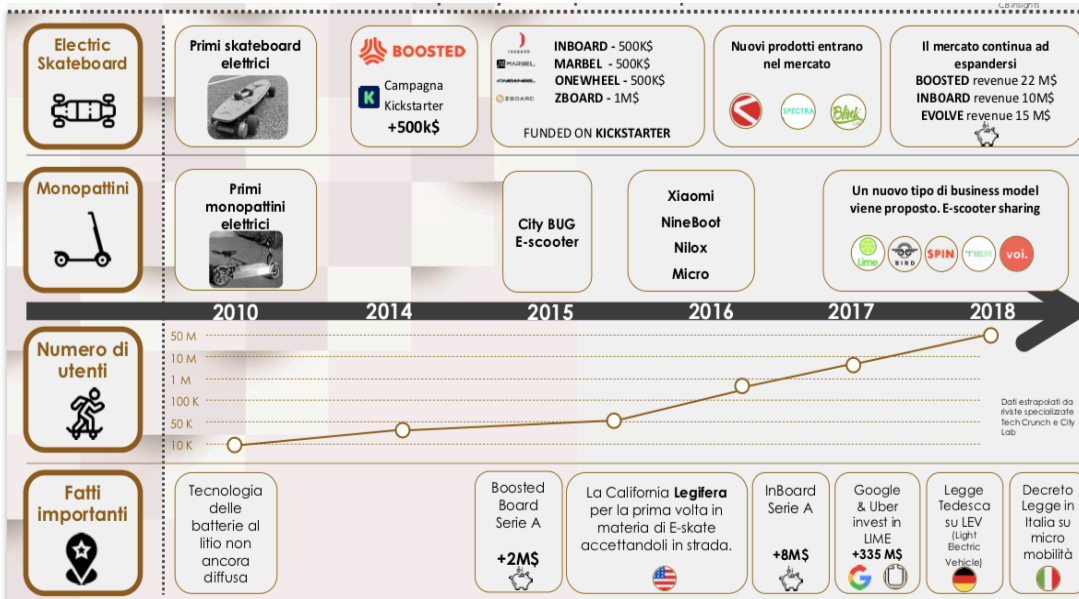 CB Insights
Electric
Skateboard
Primi skateboard
elettrici
BOOSTED
Campagna
Kickstarter
+500k$
INBOARD
MARBEL
ONEWHEEL
ZBOARD
INBOARD - 500K$
MARBEL - 500K$
ONEWHEEL - 500K$
ZBOARD - 1M$
FUNDED ON KICKSTARTER
Nuovi prodotti entrano
nel mercato
SPECTRA
Blink
Il mercato continua ad
espandersi
BOOSTED revenue 22 M$
INBOARD revenue 10M$
EVOLVE revenue 15 M$
Monopattini
Primi
monopattini
elettrici
City BUG
E-scooter
Xiaomi
NineBoot
Nilox
Micro
Un nuovo tipo di business model
viene proposto. E-scooter sharing
Lime
BIRD
SPIN
TIER
voi.
2010
2014
2015
2016
2017
2018
Numero di
utenti
50 M
10 M
1 M
100 K
50 K
10 K
Dati estrapolati da
riviste specializzate
Tech Crunch e City
Lab
Fatti
importanti
Tecnologia
delle
batterie al
litio non
ancora
diffusa
Boosted
Board
Serie A
+2M$
La California Legifera
per la prima volta in
materia di E-skate
accettandoli in strada.
InBoard
Serie A
+8M$
Google
& Uber
invest in
LIME
+335 M$
Legge
Tedesca
su LEV
(Light
Electric
Vehicle)
Decreto
Legge in
Italia su
micro
mobilità